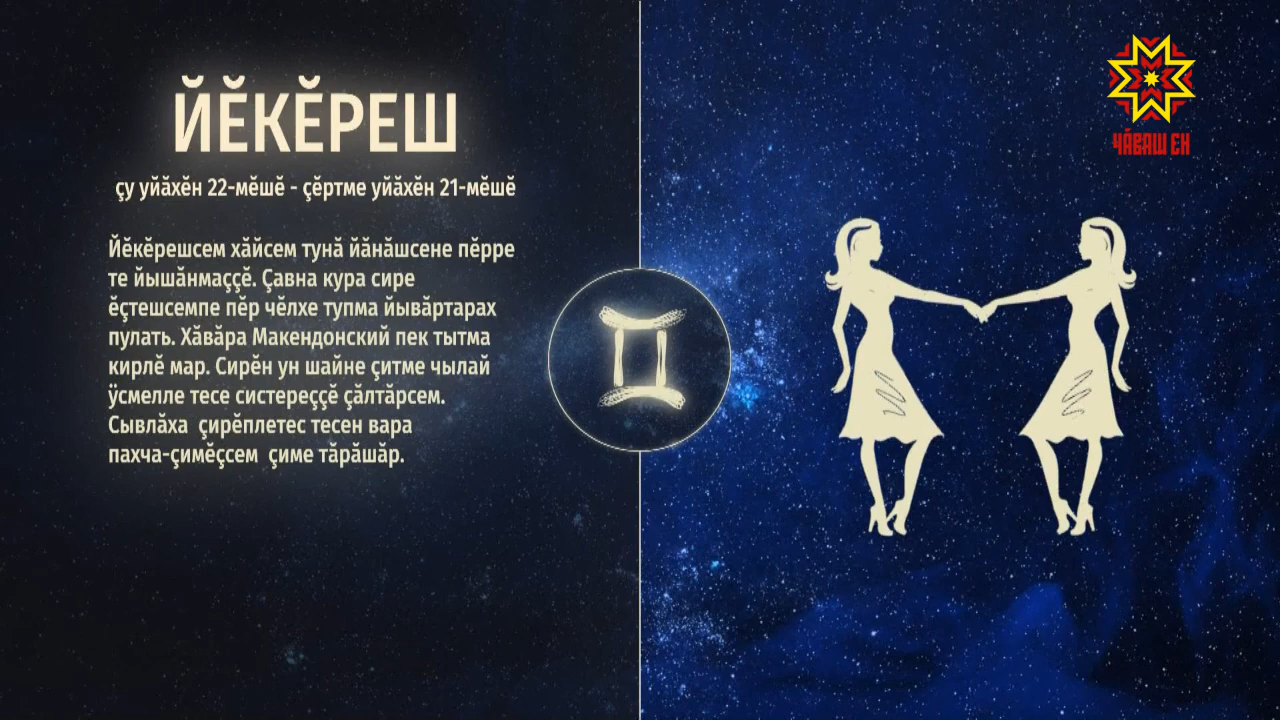 ЙӖКӖРЕШ
ҫу уйӑхӗн 22-мӗшӗ - ҫӗртме уйӑхӗн 21-мӗшӗ
Йӗкӗрешсем хӑйсем тунӑ йӑнӑшсене пӗрре
те йышӑнмаҫҫӗ. Ҫавна кура сире
ӗҫтешсемпе пӗр чӗлхе тупма йывӑртарах
пулать. Хӑвӑра Макендонский пек тытма
кирлӗ мар. Сирӗн ун шайне ҫитме чылай
ӳсмелле тесе систереҫҫӗ ҫӑлтӑрсем.
Сывлӑха ҫирӗплетес тесен вара
пахча-ҫимӗҫсем ҫиме тӑрӑшӑр.
ЧӐВАШ ЕН